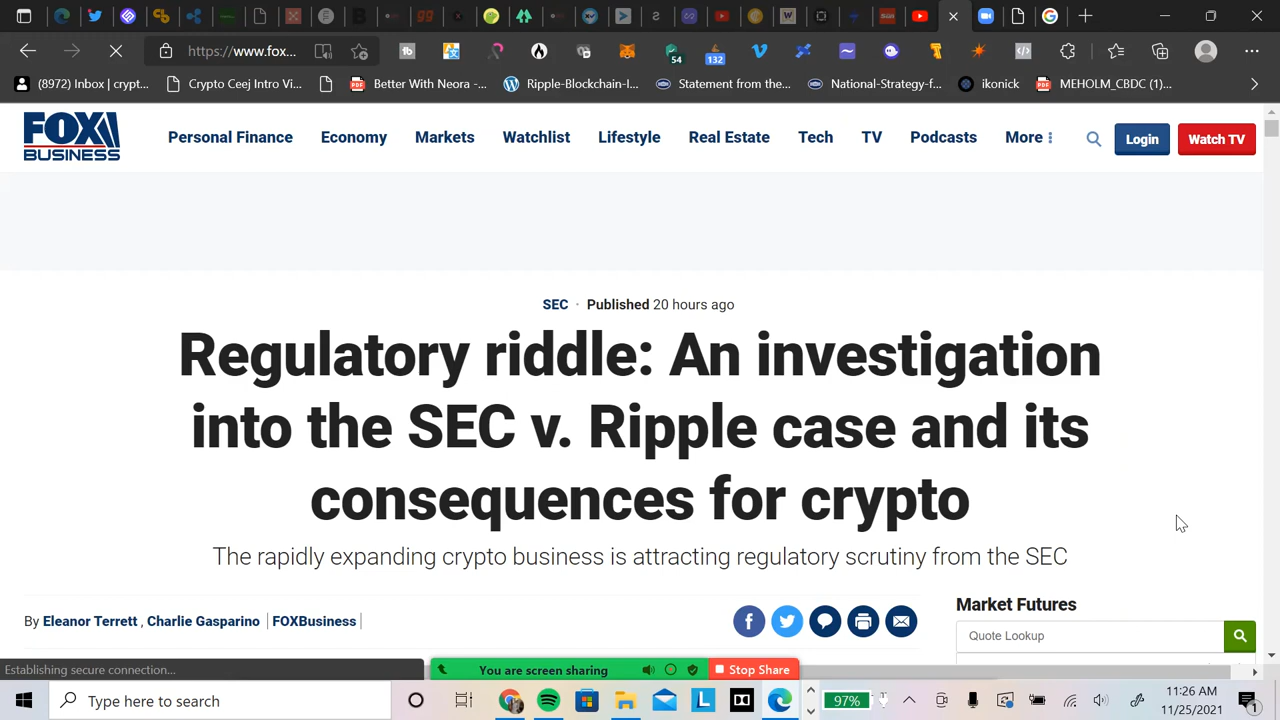 https://www.fox...
54
132
(8972) Inbox | crypt...
Crypto Ceej Intro Vi...
Better With Neora -...
Ripple-Blockchain-I...
Statement from the...
National-Strategy-f...
ikonick
MEHOLM_CBDC (1)...
FOX BUSINESS
Personal Finance
Economy
Markets
Watchlist
Lifestyle
Real Estate
Tech
TV
Podcasts
More
Login
Watch TV
SEC · Published 20 hours ago
Regulatory riddle: An investigation
into the SEC v. Ripple case and its
consequences for crypto
The rapidly expanding crypto business is attracting regulatory scrutiny from the SEC
By Eleanor Terrett , Charlie Gasparino | FOXBusiness |
Market Futures
Quote Lookup
Establishing secure connection...
You are screen sharing
Stop Share
Type here to search
97%
11:26 AM
11/25/2021
1